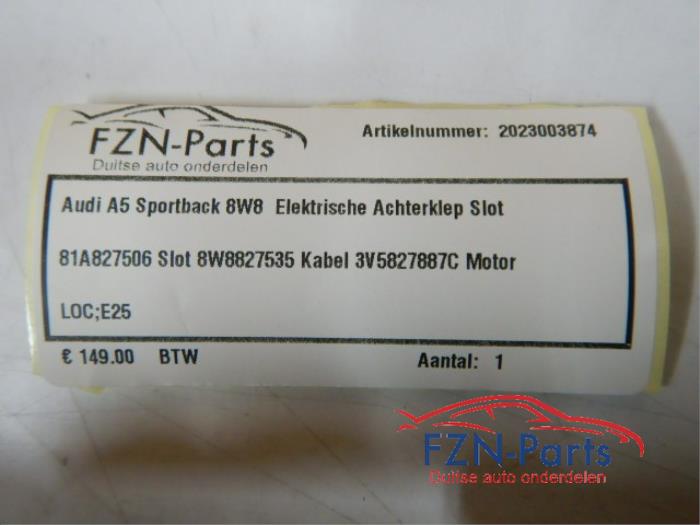 FZN-Parts
Duitse auto onderdelen
Artikelnummer: 2023003874
Audi A5 Sportback 8W8 Elektrische Achterklep Slot
81A827506 Slot 8W8827535 Kabel 3V5827887C Motor
LOC;E25
€ 149.00 BTW
Aantal: 1
FZN-Parts
Duitse auto onderdelen